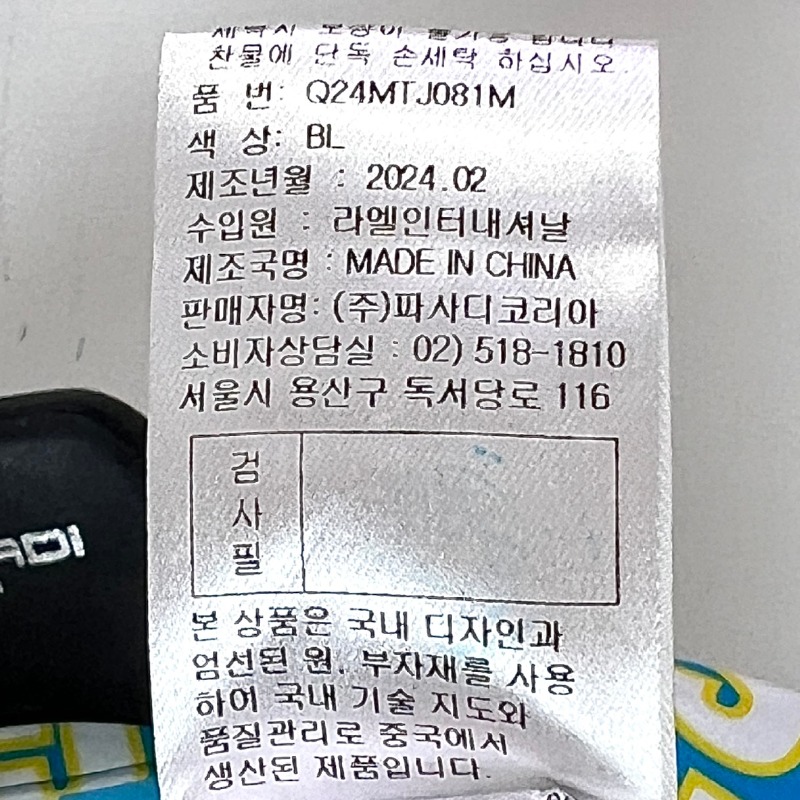 찬물에 단독 손세탁 하십시오.
품 번: Q24MTJ081M
색 상: BL
제조년월 : 2024.02
수입원 : 라엘인터내셔날
제조국명 : MADE IN CHINA
판매자명: (주)파사디코리아
소비자상담실 : 02) 518-1810
서울시 용산구 독서당로 116
검
사
필
본 상품은 국내 디자인과
엄선된 원, 부자재를 사용
하여 국내 기술 지도와
품질관리로 중국에서
생산된 제품입니다.